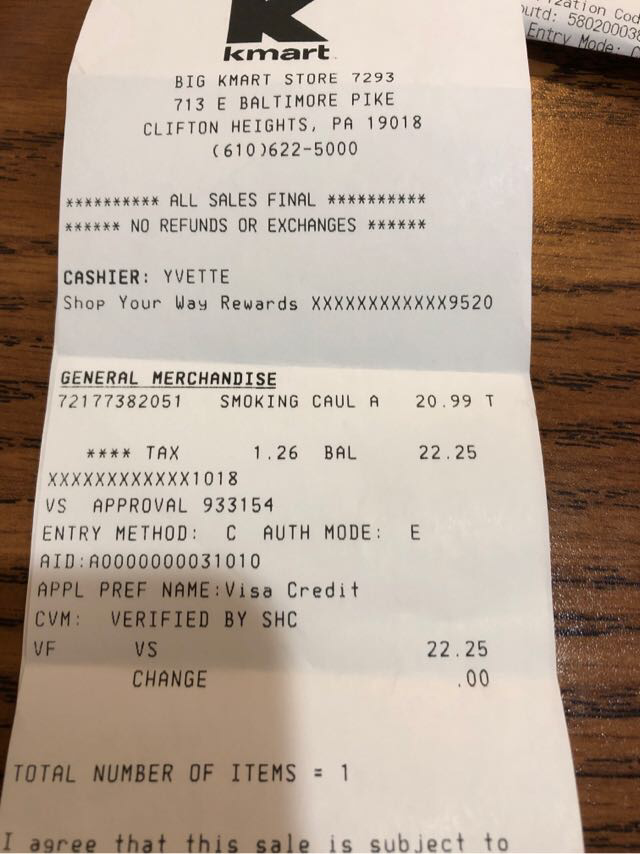 K
kmart
BIG KMART STORE 7293
713 E BALTIMORE PIKE
CLIFTON HEIGHTS, PA 19018
(610)622-5000
********** ALL SALES FINAL **********
****** NO REFUNDS OR EXCHANGES ******
CASHIER: YVETTE
Shop Your Way Rewards XXXXXXXXXXXX9520
GENERAL MERCHANDISE
72177382051 SMOKING CAUL A 20.99 T
**** TAX 1.26 BAL 22.25
XXXXXXXXXXXX1018
VS APPROVAL 933154
ENTRY METHOD: C AUTH MODE: E
AID:A0000000031010
APPL PREF NAME:Visa Credit
CVM: VERIFIED BY SHC
VF VS 22.25
CHANGE .00
TOTAL NUMBER OF ITEMS = 1
I agree that this sale is subject to
Entry Mode: